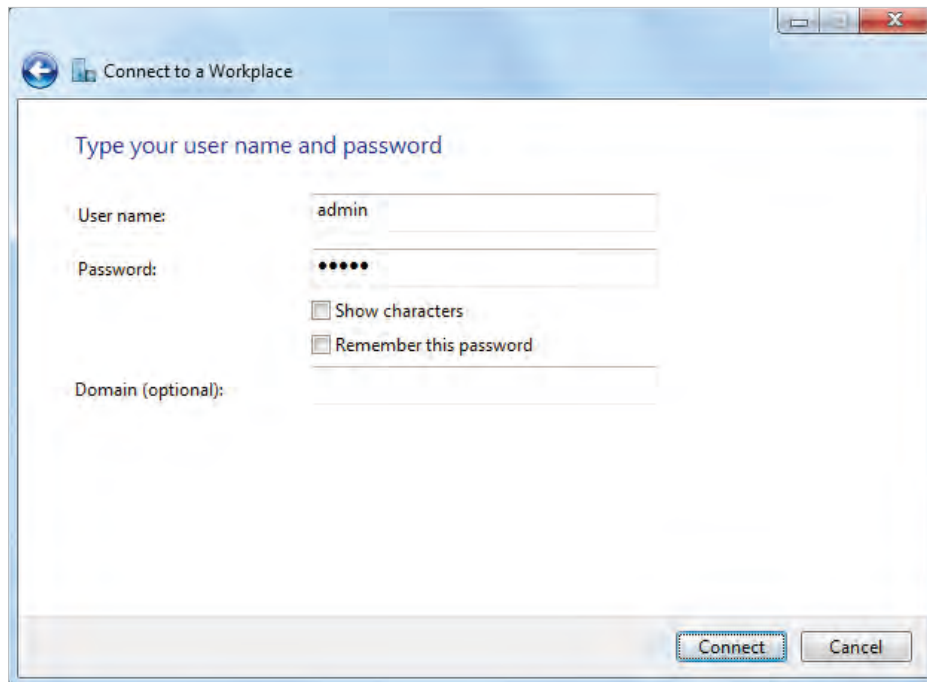 Connect to a Workplace
Type your user name and password
User name: admin
Password: •••••
Show characters
Remember this password
Domain (optional):
Connect Cancel